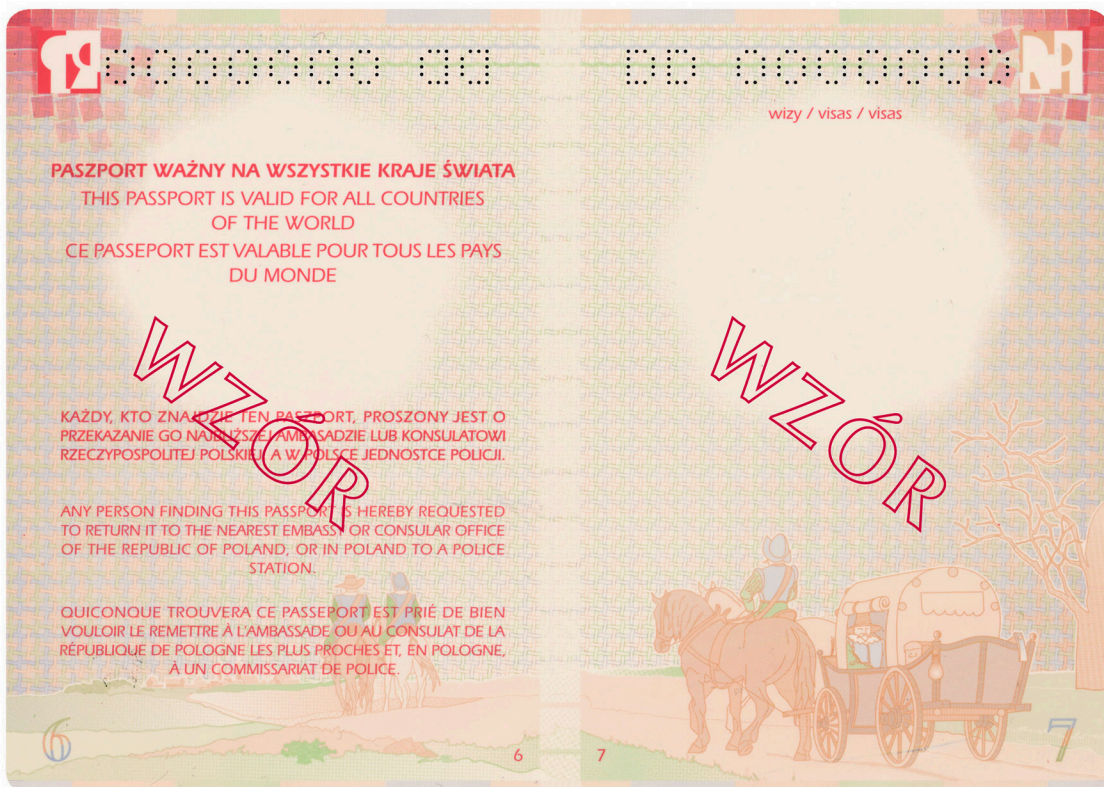 wizy / visas / visas
PASZPORT WAŻNY NA WSZYSTKIE KRAJE ŚWIATA
THIS PASSPORT IS VALID FOR ALL COUNTRIES
OF THE WORLD
CE PASSEPORT EST VALABLE POUR TOUS LES PAYS
DU MONDE
WZÓR
WZÓR
KAŻDY, KTO ZNAJDZIE TEN PASZPORT, PROSZONY JEST O
PRZEKAZANIE GO NAJBLIŻSZEJ AMBASADZIE LUB KONSULATOWI
RZECZYPOSPOLITEJ POLSKIEJ, A W POLSCE JEDNOSTCE POLICJI.
ANY PERSON FINDING THIS PASSPORT IS HEREBY REQUESTED
TO RETURN IT TO THE NEAREST EMBASSY OR CONSULAR OFFICE
OF THE REPUBLIC OF POLAND, OR IN POLAND TO A POLICE
STATION.
QUICONQUE TROUVERA CE PASSEPORT EST PRIÉ DE BIEN
VOULOIR LE REMETTRE À L'AMBASSADE OU AU CONSULAT DE LA
RÉPUBLIQUE DE POLOGNE LES PLUS PROCHES ET, EN POLOGNE,
À UN COMMISSARIAT DE POLICE.
6
6
7
7